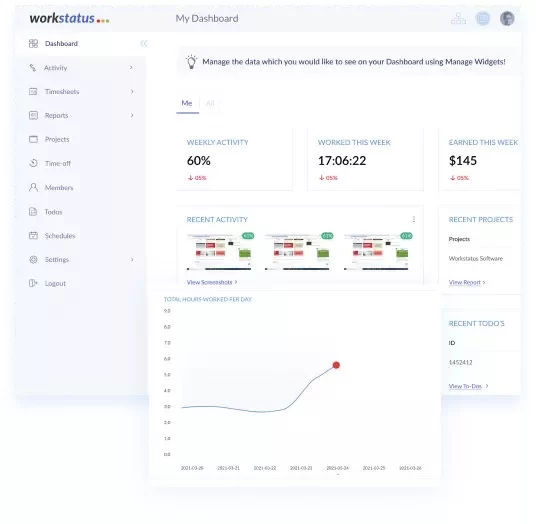 workstatus
My Dashboard
Dashboard
Activity
Timesheets
Reports
Projects
Time-off
Members
Todos
Schedules
Settings
Logout
Manage the data which you would like to see on your Dashboard using Manage Widgets!
Me
All
WEEKLY ACTIVITY
60%
05%
WORKED THIS WEEK
17:06:22
05%
EARNED THIS WEEK
$145
05%
RECENT ACTIVITY
View Screenshots
RECENT PROJECTS
Projects
Workstatus Software
View Report
RECENT TODO'S
ID
1452412
View To-Dos
TOTAL HOURS WORKED PER DAY
9.0
8.0
7.0
6.0
5.0
4.0
3.0
2.0
1.0
0.0
2021-03-20 2021-03-21 2021-03-22 2021-03-23 2021-03-24 2021-03-25 2021-03-26